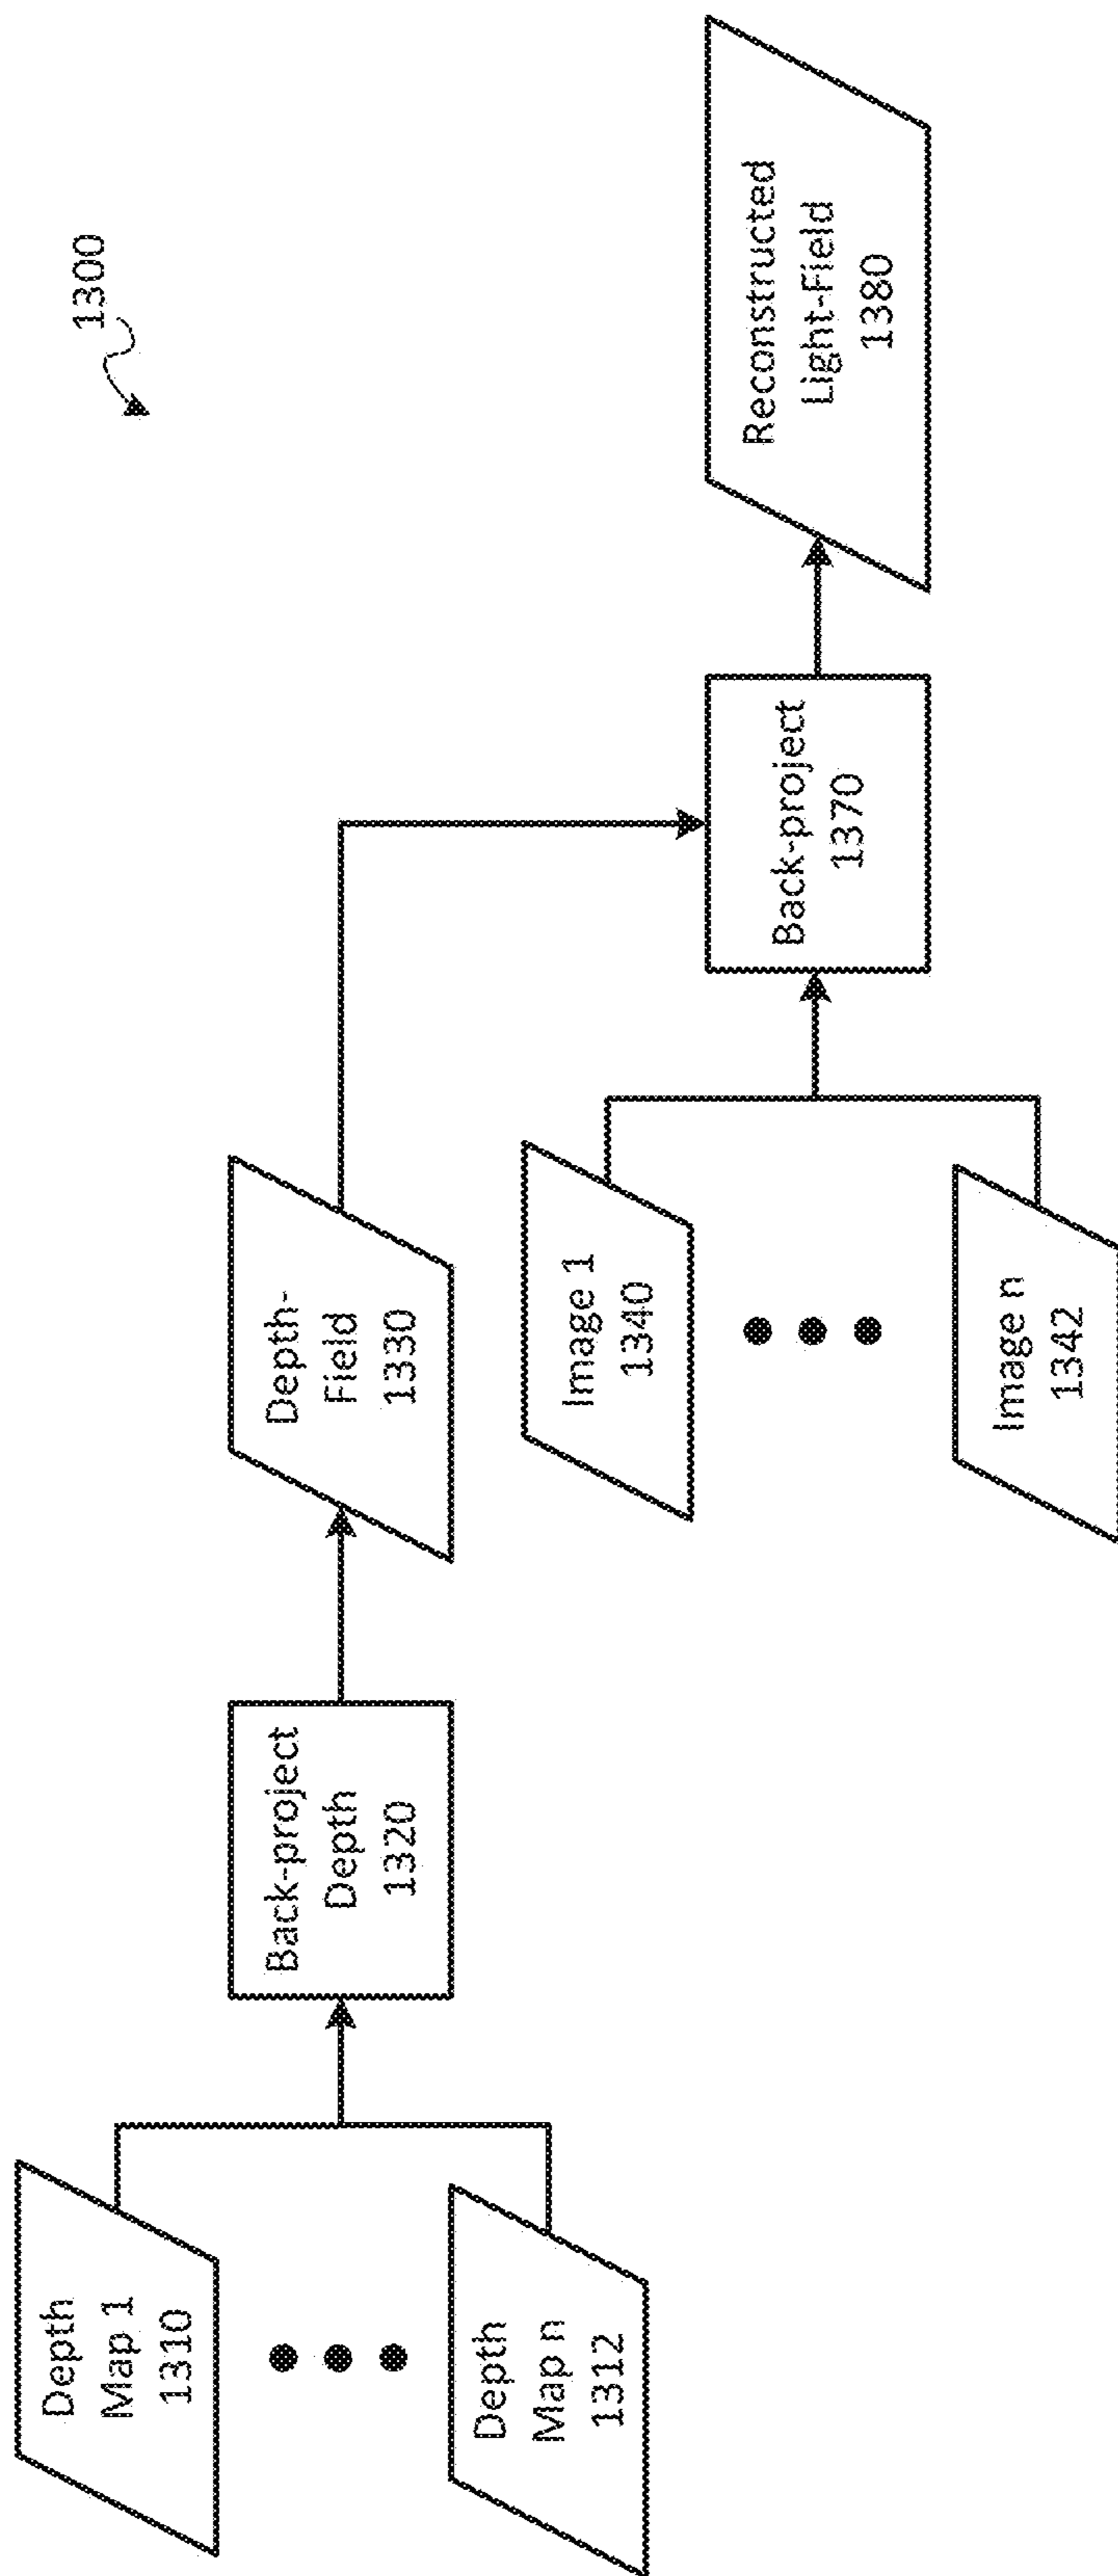 1300
Depth
Map 1
1310
Depth
Map n
1312
Back-project
Depth
1320
Depth-
Field
1330
Image 1
1340
Image n
1342
Back-project
1370
Reconstructed
Light-Field
1380